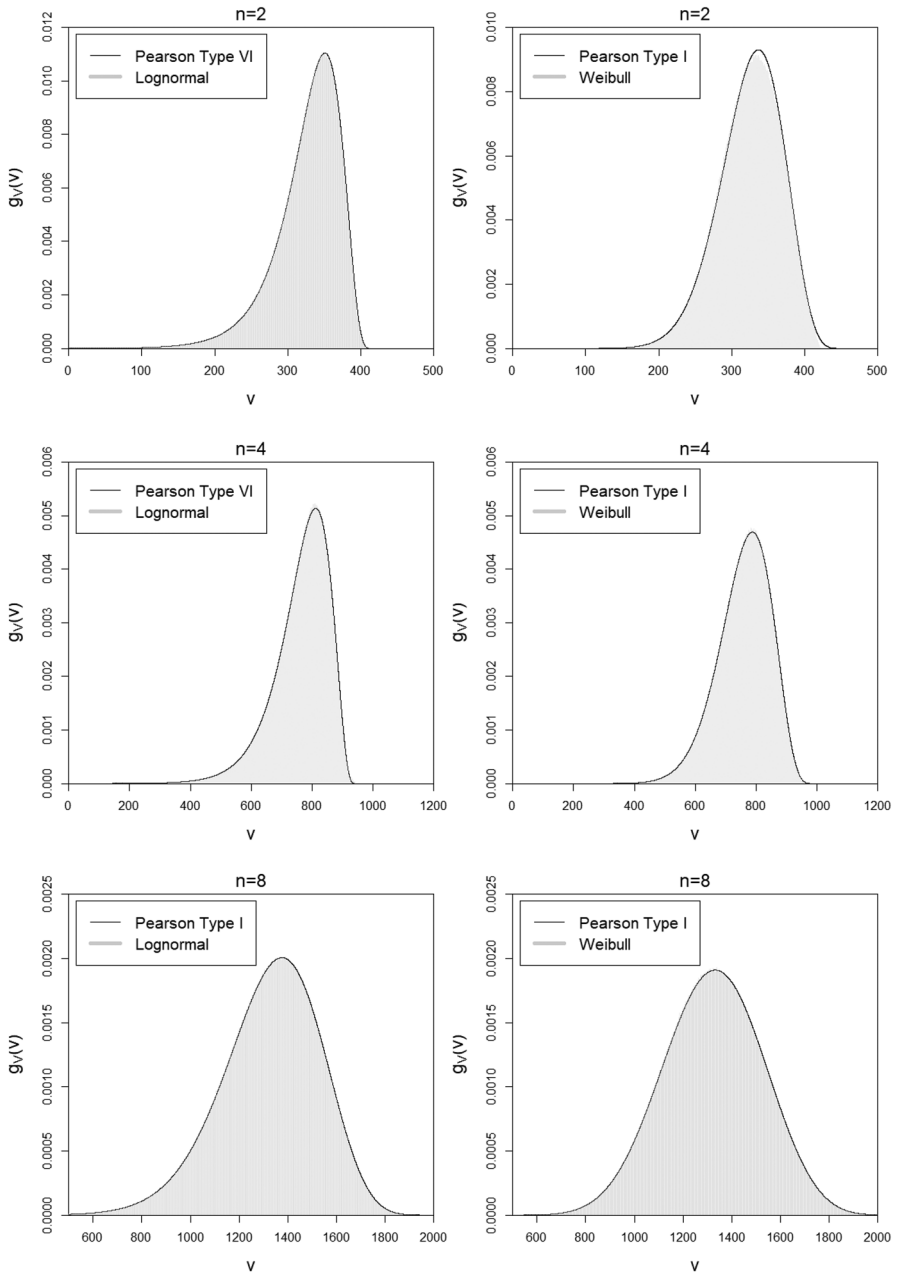 n=2
Pearson Type VI
Lognormal
g_V(v)
0.000 0.002 0.004 0.006 0.008 0.010 0.012
0 100 200 300 400 500
v
n=2
Pearson Type I
Weibull
g_V(v)
0.000 0.002 0.004 0.006 0.008 0.010
0 100 200 300 400 500
v
n=4
Pearson Type VI
Lognormal
g_V(v)
0.000 0.001 0.002 0.003 0.004 0.005 0.006
0 200 400 600 800 1000 1200
v
n=4
Pearson Type I
Weibull
g_V(v)
0.000 0.001 0.002 0.003 0.004 0.005 0.006
0 200 400 600 800 1000 1200
v
n=8
Pearson Type I
Lognormal
g_V(v)
0.0000 0.0005 0.0010 0.0015 0.0020 0.0025
600 800 1000 1200 1400 1600 1800 2000
v
n=8
Pearson Type I
Weibull
g_V(v)
0.0000 0.0005 0.0010 0.0015 0.0020 0.0025
600 800 1000 1200 1400 1600 1800 2000
v